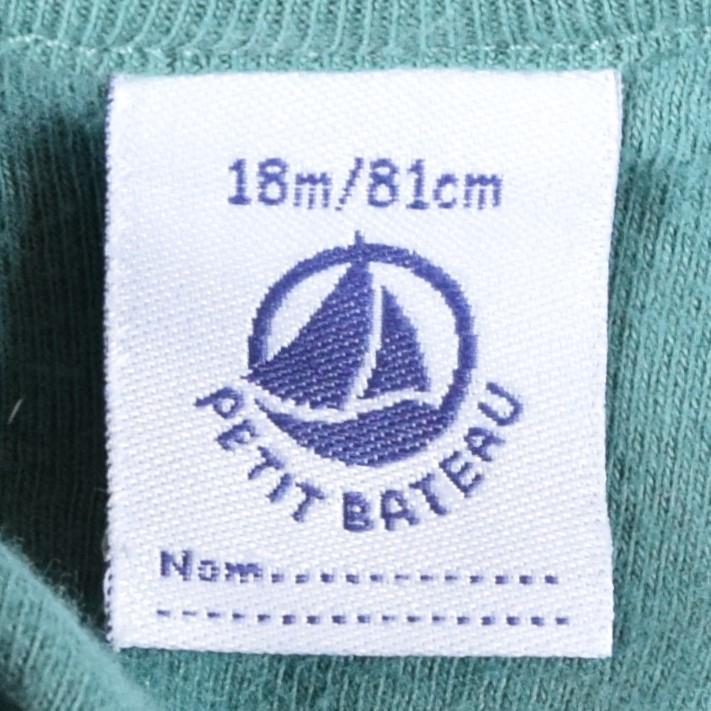 18m/81cm
PETIT BATEAU
Nom............
.................